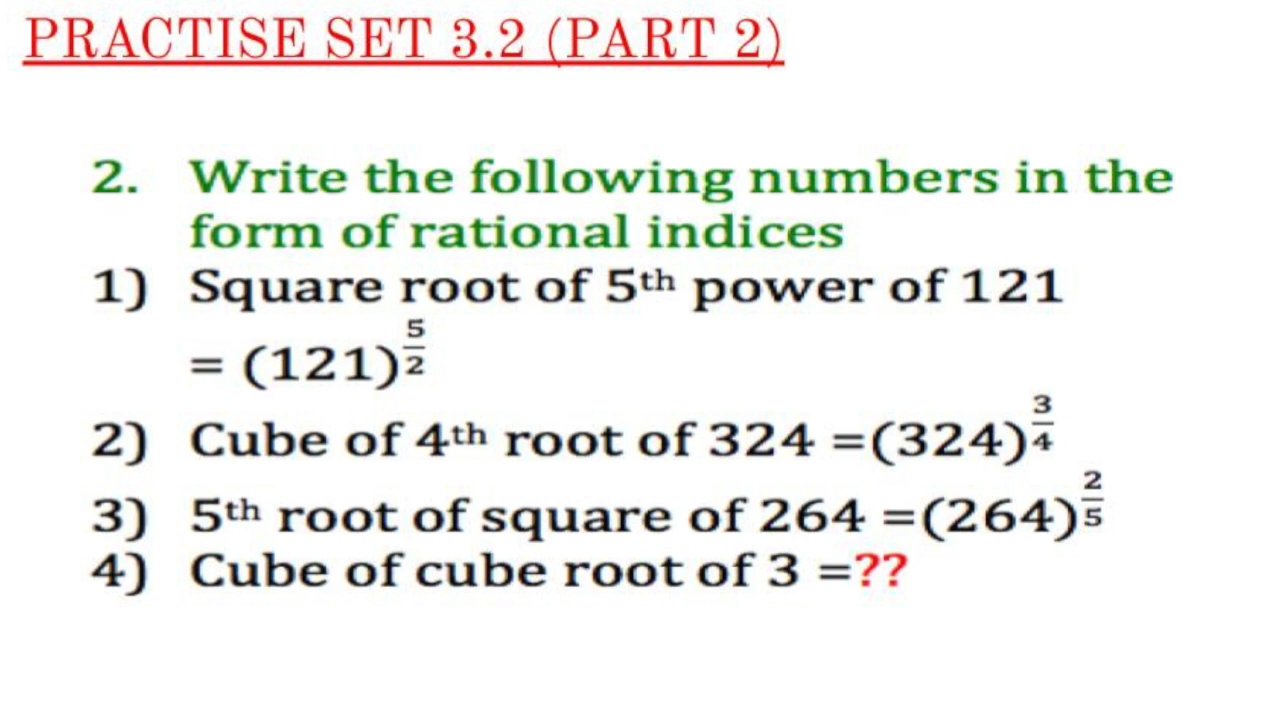 PRACTISE SET 3.2 (PART 2)
2. Write the following numbers in the
form of rational indices
1) Square root of 5th power of 121
= (121)^(5/2)
2) Cube of 4th root of 324 =(324)^(3/4)
3) 5th root of square of 264 =(264)^(2/5)
4) Cube of cube root of 3 =??